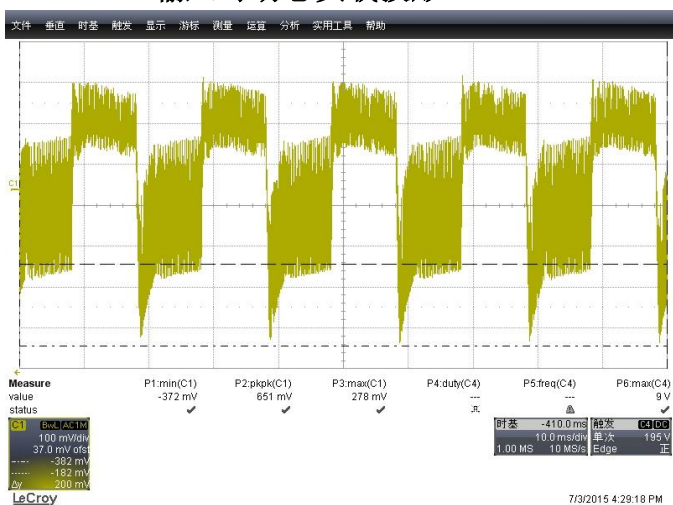 文件 垂直 时基 触发 显示 游标 测量 运算 分析 实用工具 帮助
C1
Measure P1:min(C1) P2:pkpk(C1) P3:max(C1) P4:duty(C4) P5:freq(C4) P6:max(C4)
value -372 mV 651 mV 278 mV --- --- 9 V
status
C1 BwL AC1M
100 mV/div
37.0 mV ofst
-382 mV
-182 mV
Δy 200 mV
时基 -410.0 ms
10.0 ms/div
1.00 MS 10 MS/s
触发 C4 DC
单次 195 V
Edge 正
LeCroy
7/3/2015 4:29:18 PM